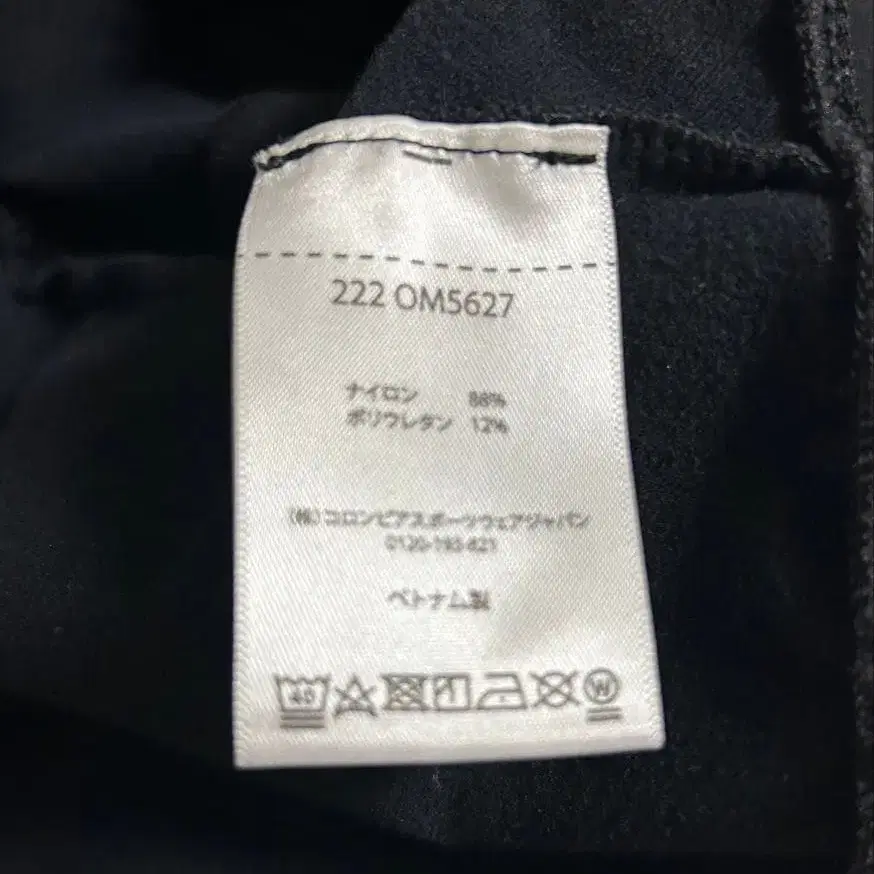 222 OM5627
ナイロン 88%
ポリウレタン 12%
(株)コロンビアスポーツウェアジャパン
0120-193-821
ベトナム製
40
W